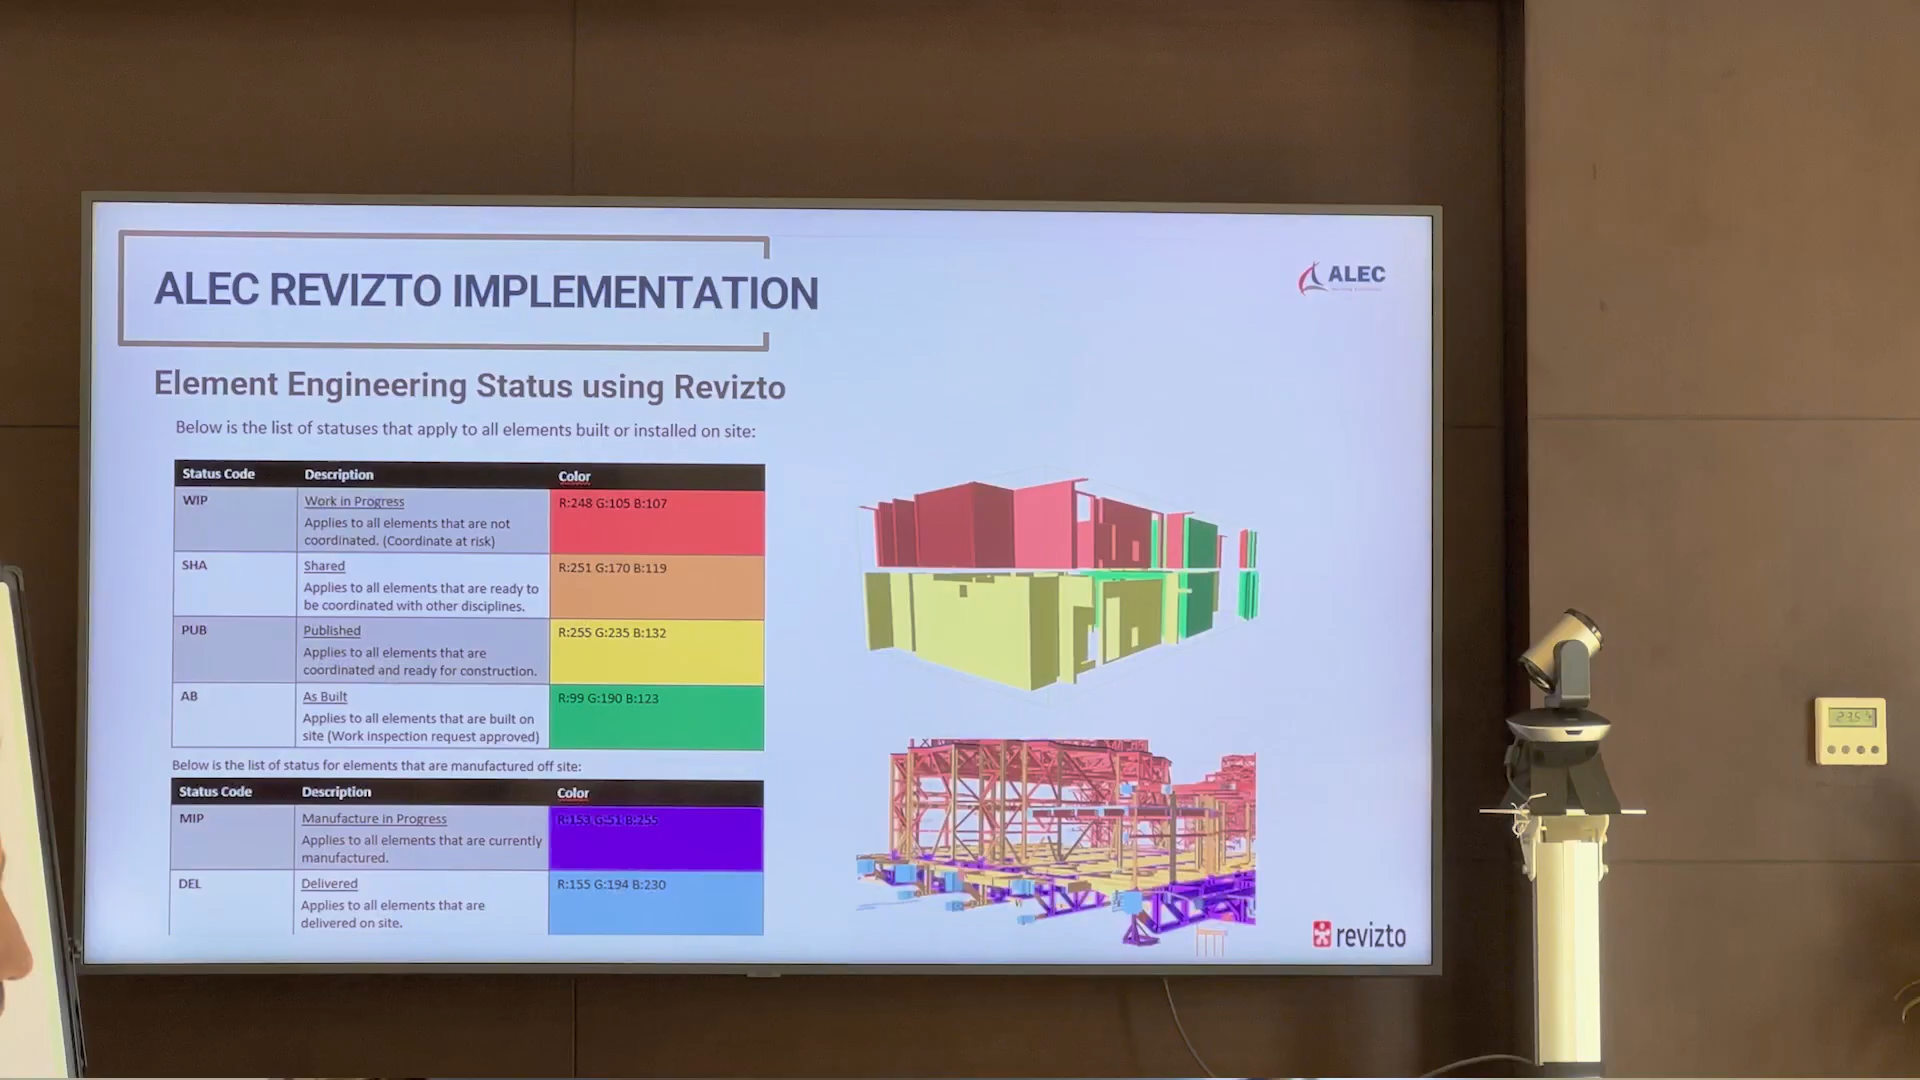 ALEC REVIZTO IMPLEMENTATION
ALEC
Element Engineering Status using Revizto
Below is the list of statuses that apply to all elements built or installed on site:
Status Code Description Color
WIP Work in Progress R:248 G:105 B:107
Applies to all elements that are not
coordinated. (Coordinate at risk)
SHA Shared R:251 G:170 B:119
Applies to all elements that are ready to
be coordinated with other disciplines.
PUB Published R:255 G:235 B:132
Applies to all elements that are
coordinated and ready for construction.
AB As Built R:99 G:190 B:123
Applies to all elements that are built on
site (Work inspection request approved)
Below is the list of status for elements that are manufactured off site:
Status Code Description Color
MIP Manufacture in Progress R:153 G:51 B:255
Applies to all elements that are currently
manufactured.
DEL Delivered R:155 G:194 B:230
Applies to all elements that are
delivered on site.
revizto